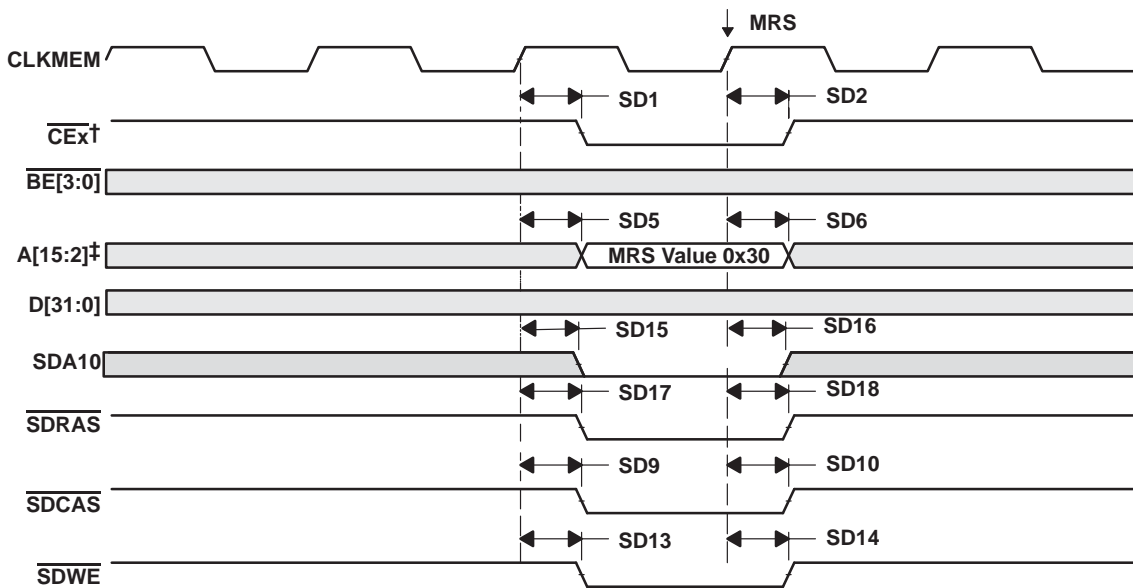 MRS
CLKMEM
SD1 SD2
CEx†
BE[3:0]
SD5 SD6
A[15:2]‡ MRS Value 0x30
D[31:0]
SD15 SD16
SDA10
SD17 SD18
SDRAS
SD9 SD10
SDCAS
SD13 SD14
SDWE